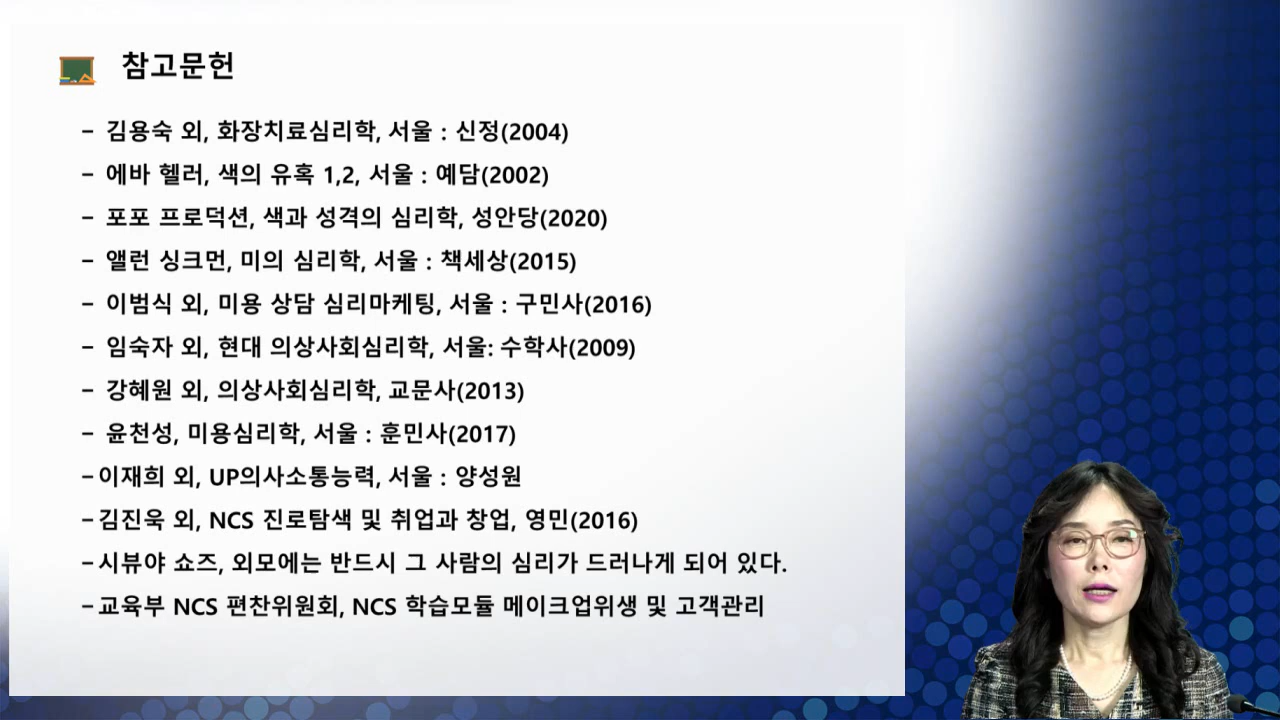 참고문헌
- 김용숙 외, 화장치료심리학, 서울 : 신정(2004)
- 에바 헬러, 색의 유혹 1,2, 서울 : 예담(2002)
- 포포 프로덕션, 색과 성격의 심리학, 성안당(2020)
- 앨런 싱크먼, 미의 심리학, 서울 : 책세상(2015)
- 이범식 외, 미용 상담 심리마케팅, 서울 : 구민사(2016)
- 임숙자 외, 현대 의상사회심리학, 서울: 수학사(2009)
- 강혜원 외, 의상사회심리학, 교문사(2013)
- 윤천성, 미용심리학, 서울 : 훈민사(2017)
- 이재희 외, UP의사소통능력, 서울 : 양성원
- 김진욱 외, NCS 진로탐색 및 취업과 창업, 영민(2016)
- 시뷰야 쇼즈, 외모에는 반드시 그 사람의 심리가 드러나게 되어 있다.
- 교육부 NCS 편찬위원회, NCS 학습모듈 메이크업위생 및 고객관리